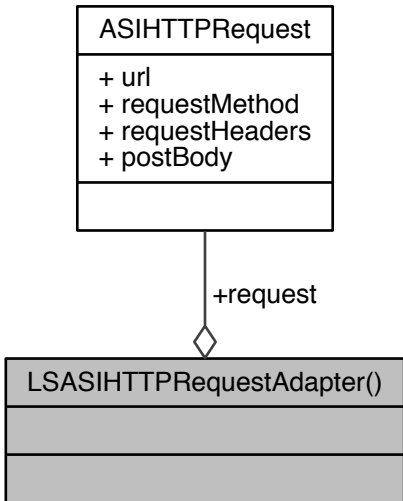 ASIHTTPRequest
+ url
+ requestMethod
+ requestHeaders
+ postBody
+request
LSASIHTTPRequestAdapter()